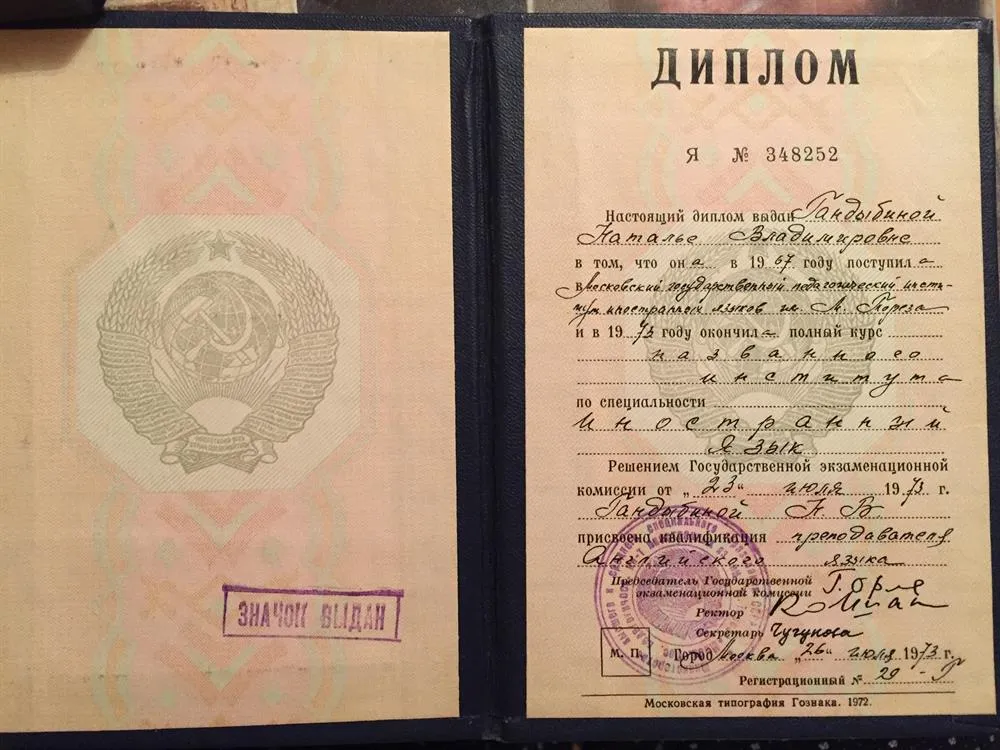 ЗНАЧОК ВЫДАН
ДИПЛОМ
Я № 348252
Настоящий диплом выдан Гандыбиной
Наталье Владимировне
в том, что она в 1967 году поступила
в Московский государственный педагогический инсти-
тут иностранных языков им. М. Тореза
и в 1973 году окончила полный курс
названного
института
по специальности
Иностранный
язык
Решением Государственной экзаменационной
комиссии от „23“ июля 1973 г.
Гандыбиной Н. В.
присвоена квалификация преподавателя
Английского языка
Председатель Государственной
экзаменационной комиссии
Ректор
Секретарь Чугунова
М. П. Город Москва „26“ июля 1973 г.
Регистрационный № 20
Московская типография Гознака. 1972.